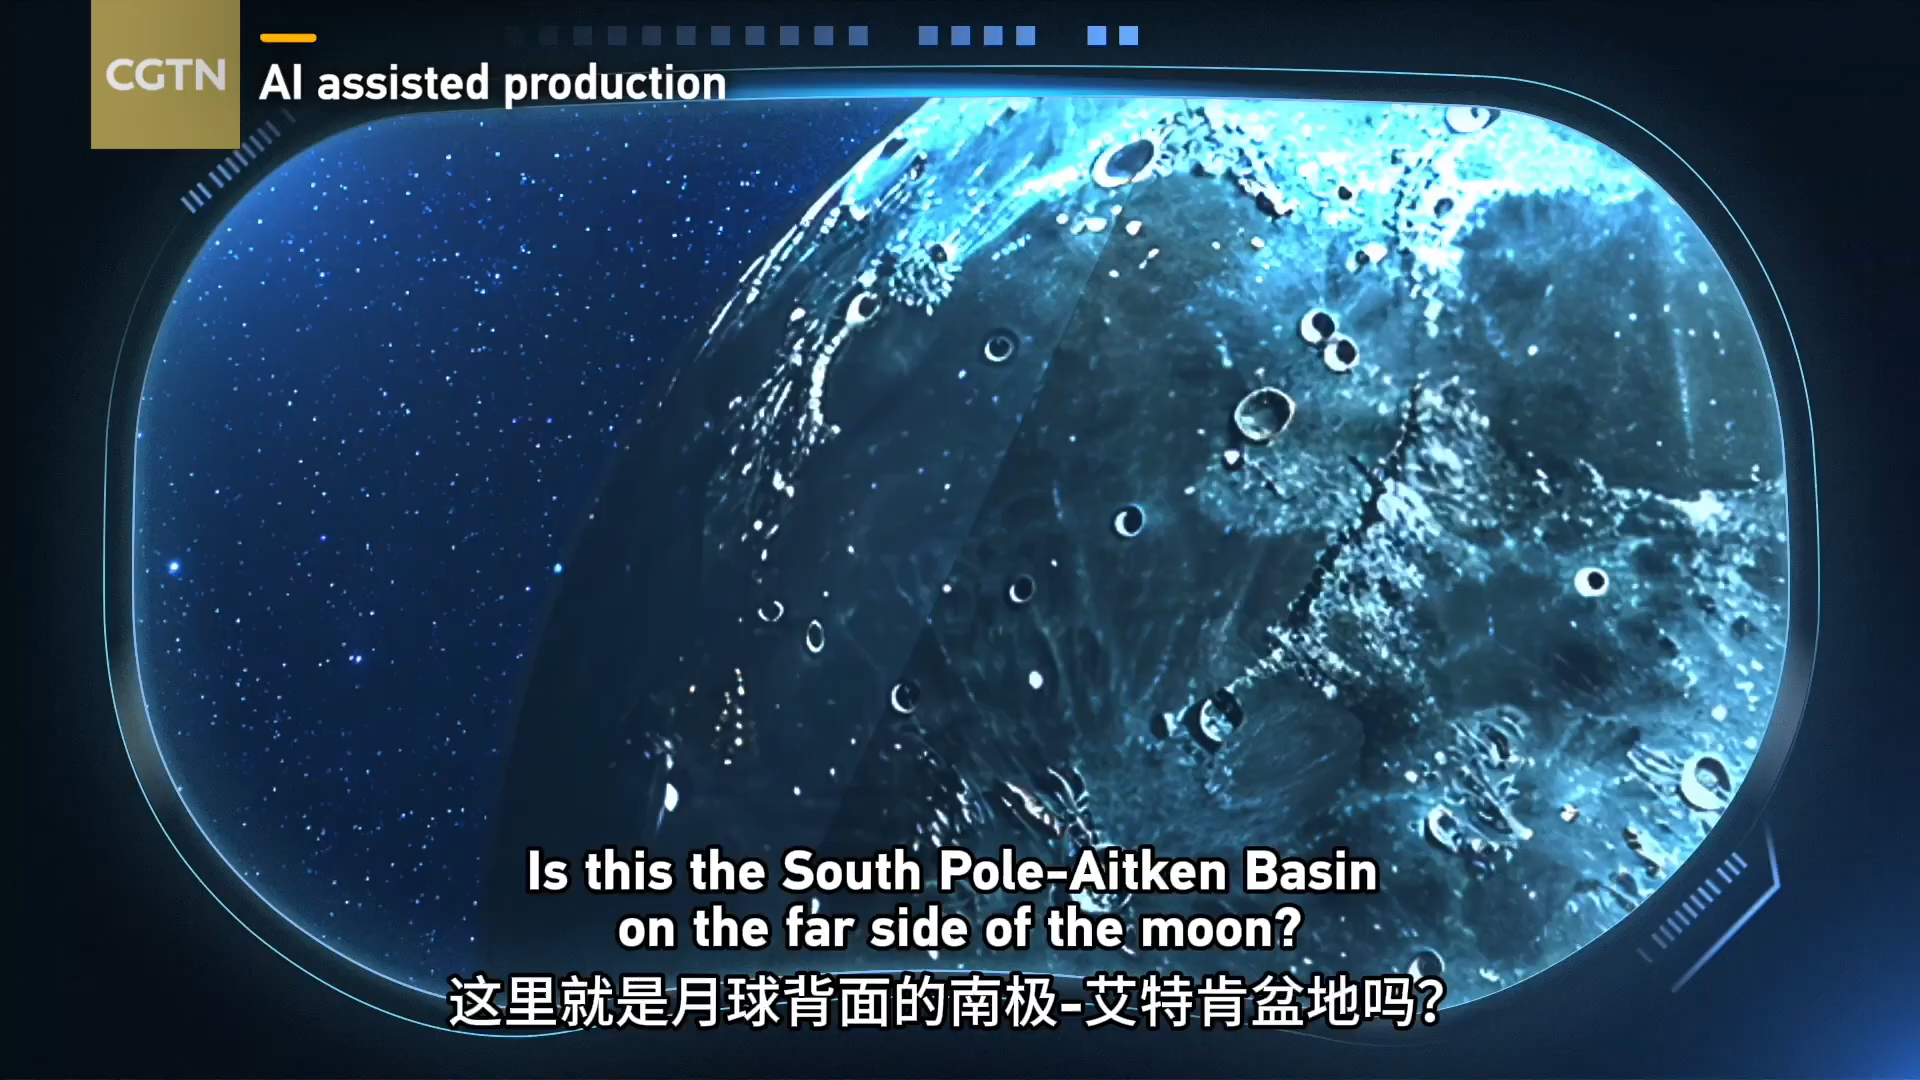 CGTN
AI assisted production
Is this the South Pole-Aitken Basin
on the far side of the moon?
这里就是月球背面的南极-艾特肯盆地吗?